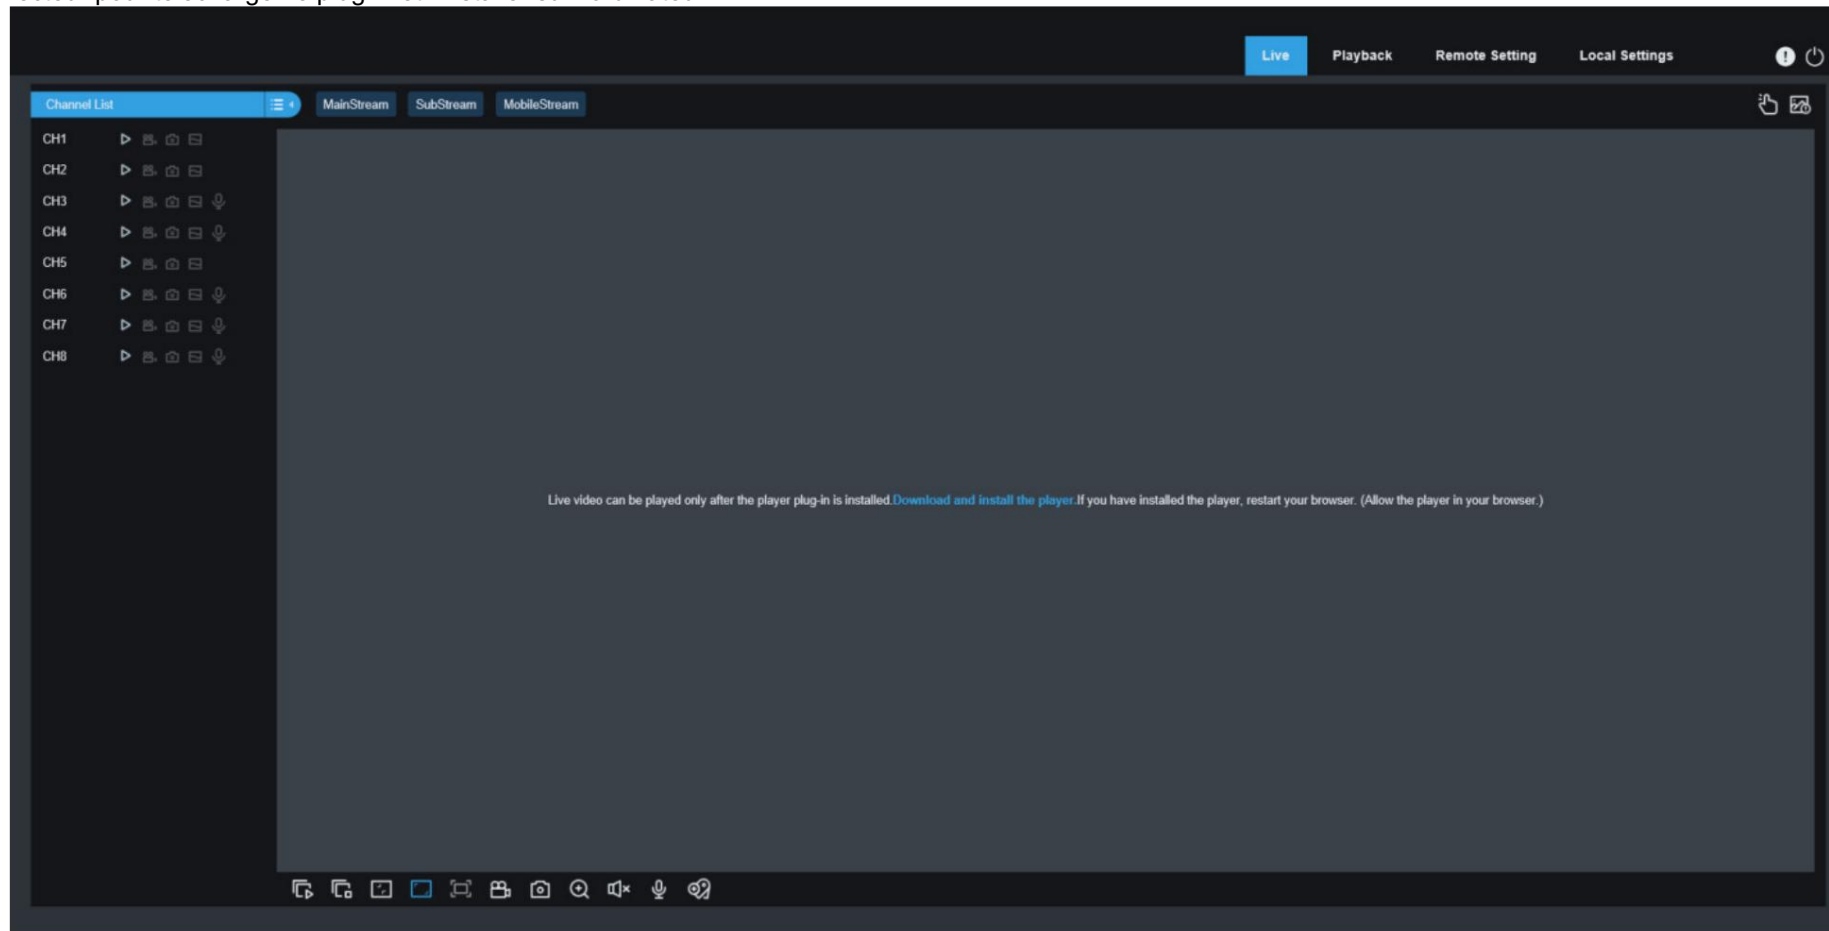 Live Playback Remote Setting Local Settings
Channel List MainStream SubStream MobileStream
CH1
CH2
CH3
CH4
CH5
CH6
CH7
CH8
Live video can be played only after the player plug-in is installed.Download and install the player.If you have installed the player, restart your browser. (Allow the player in your browser.)